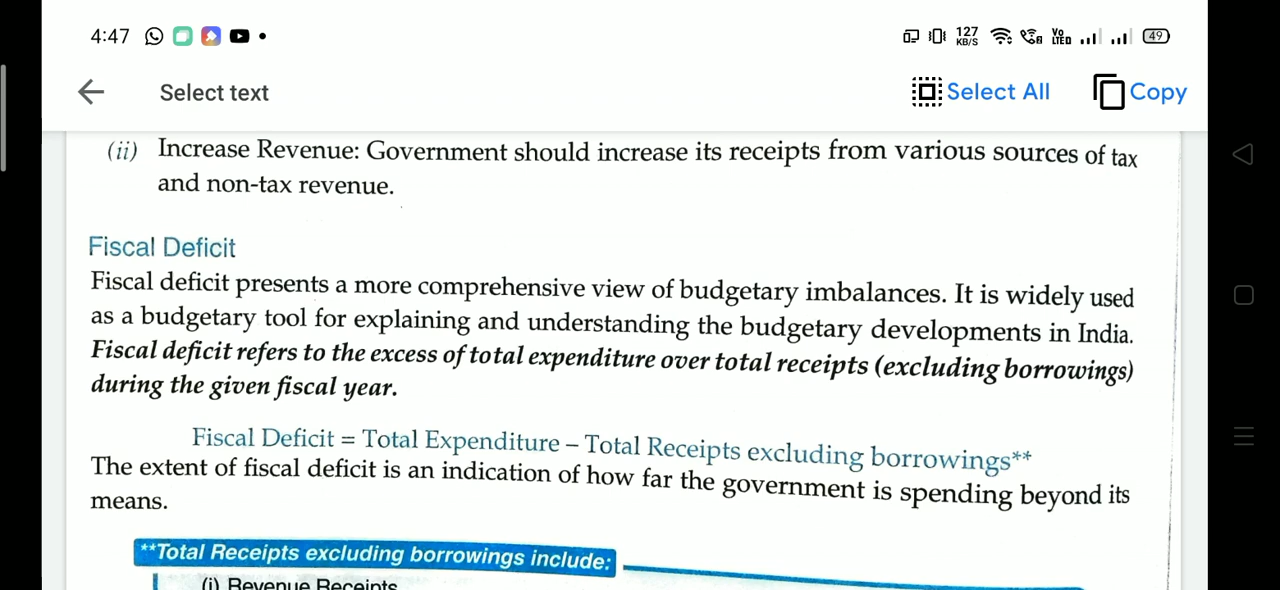 4:47
127
KB/S
Vo
LTED
49
Select text
Select All
Copy
(ii) Increase Revenue: Government should increase its receipts from various sources of tax
and non-tax revenue.
Fiscal Deficit
Fiscal deficit presents a more comprehensive view of budgetary imbalances. It is widely used
as a budgetary tool for explaining and understanding the budgetary developments in India.
Fiscal deficit refers to the excess of total expenditure over total receipts (excluding borrowings)
during the given fiscal year.
Fiscal Deficit = Total Expenditure – Total Receipts excluding borrowings**
The extent of fiscal deficit is an indication of how far the government is spending beyond its
means.
**Total Receipts excluding borrowings include:
(i) Revenue Receipts